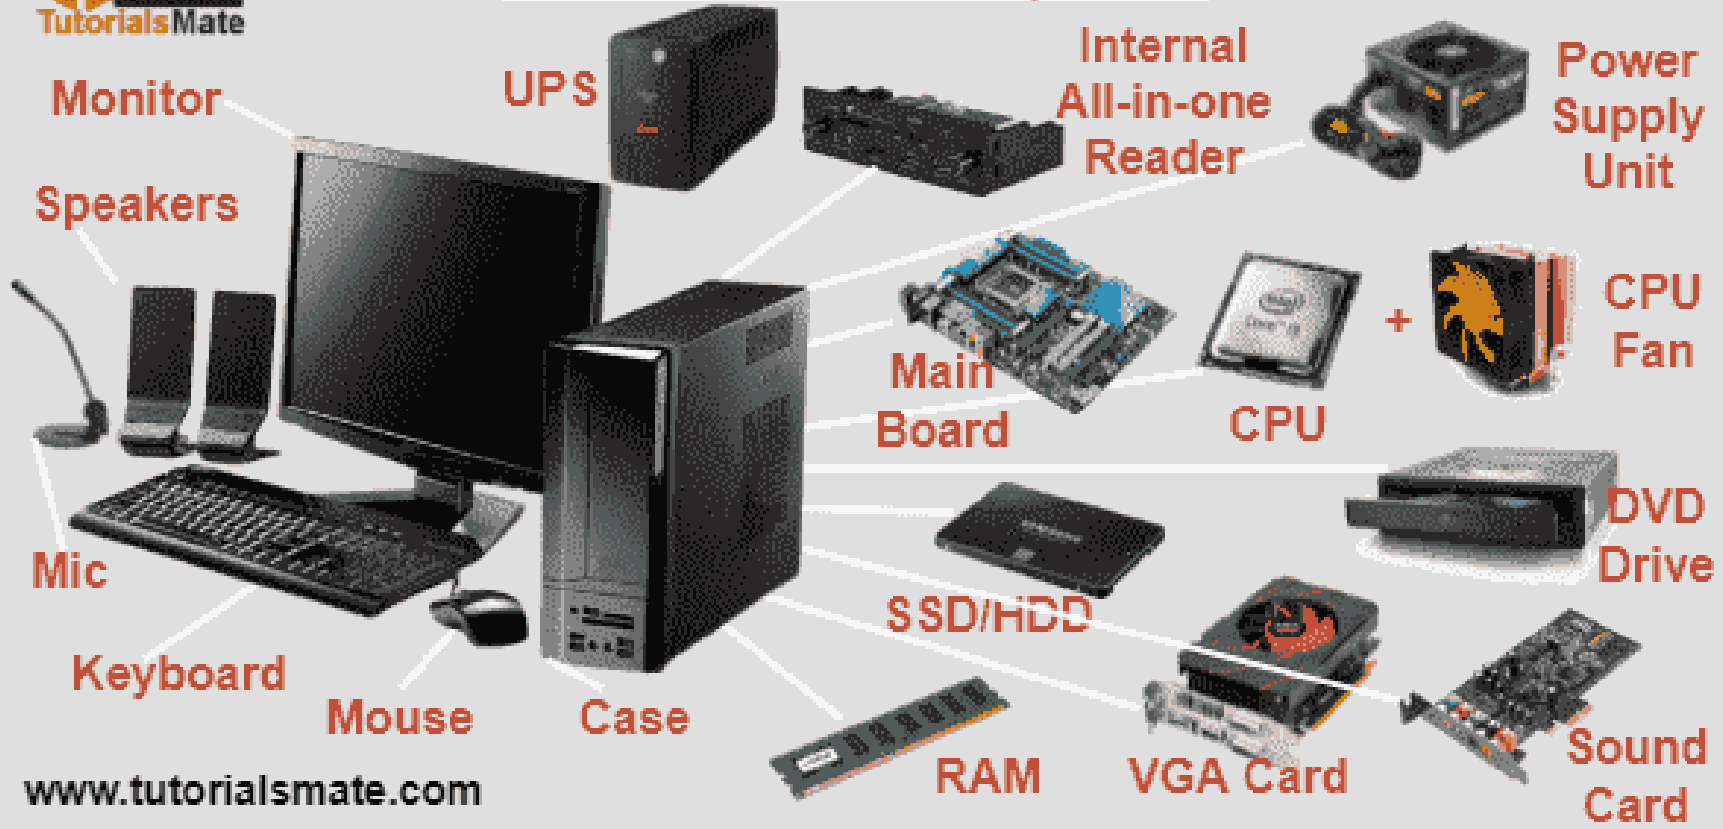 TutorialsMate
Monitor
UPS
Internal
All-in-one
Reader
Power
Supply
Unit
Speakers
CPU
Fan
+
Main
Board
CPU
DVD
Drive
Mic
SSD/HDD
Keyboard
Mouse
Case
RAM
VGA Card
Sound
Card
www.tutorialsmate.com